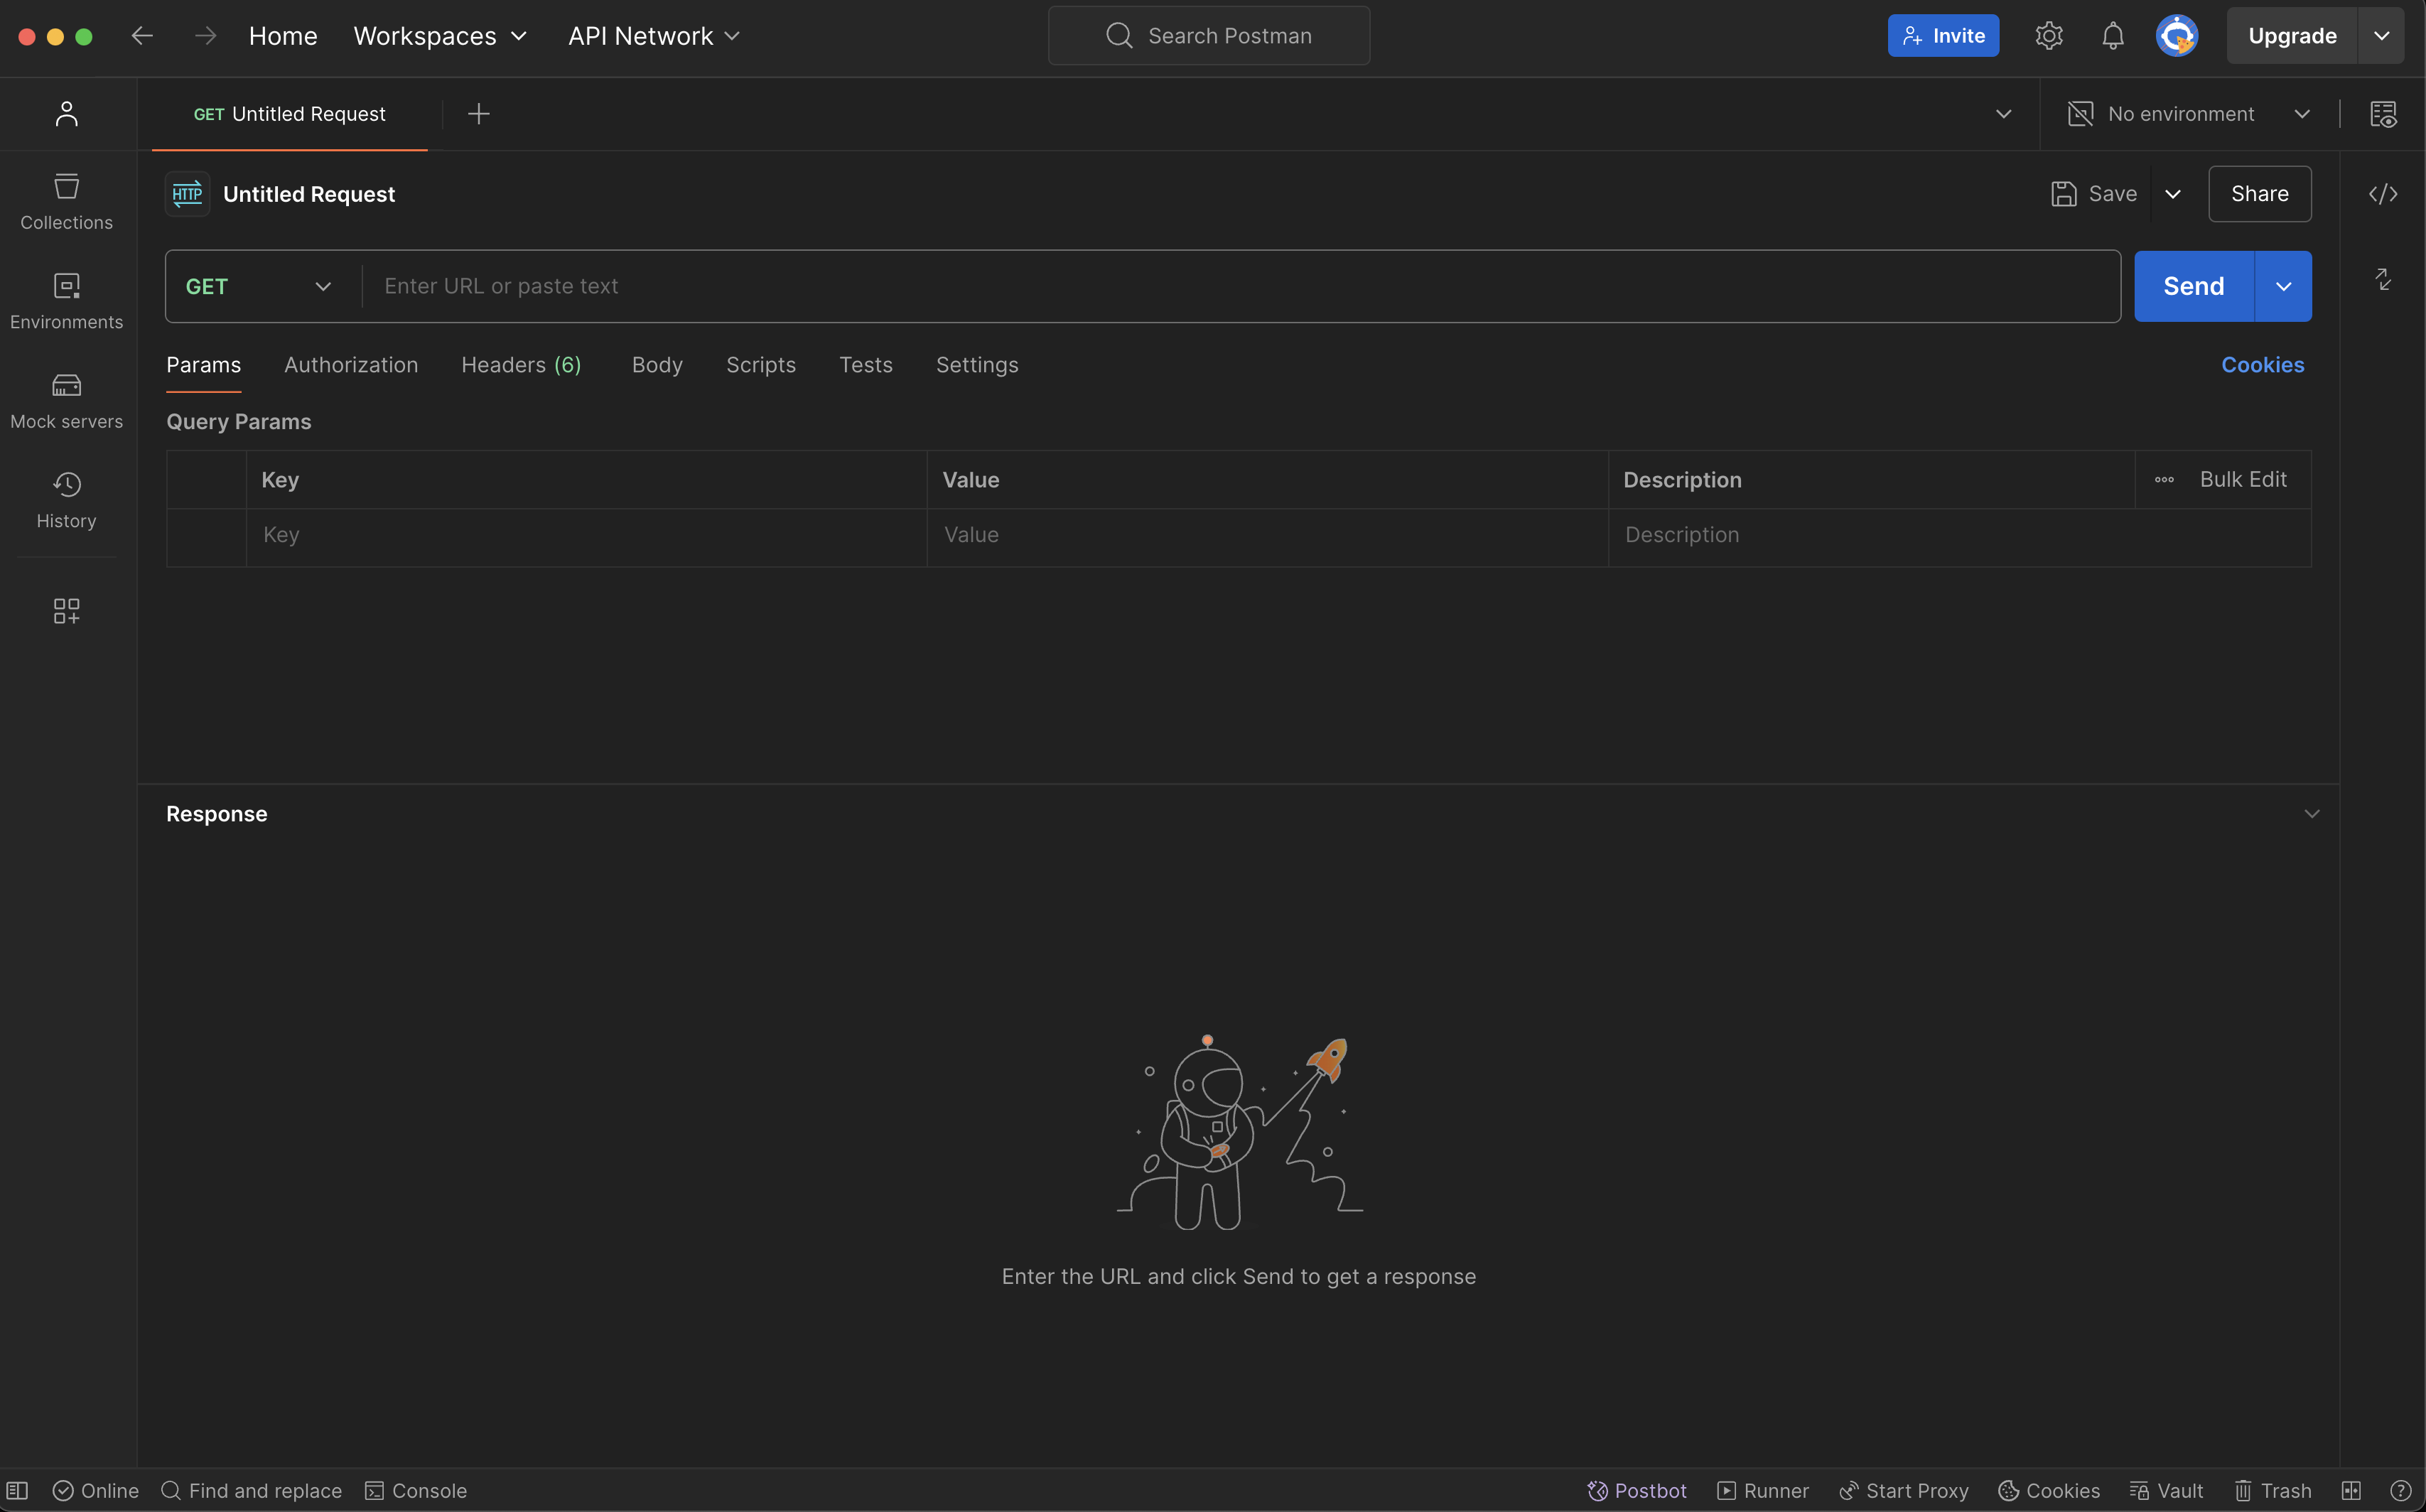 Home Workspaces API Network Search Postman Invite Upgrade
GET Untitled Request No environment
HTTP Untitled Request Save Share
Collections
GET Enter URL or paste text Send
Environments
Params Authorization Headers (6) Body Scripts Tests Settings Cookies
Mock servers
Query Params
Key Value Description Bulk Edit
History
Key Value Description
Response
Enter the URL and click Send to get a response
Online Find and replace Console Postbot Runner Start Proxy Cookies Vault Trash